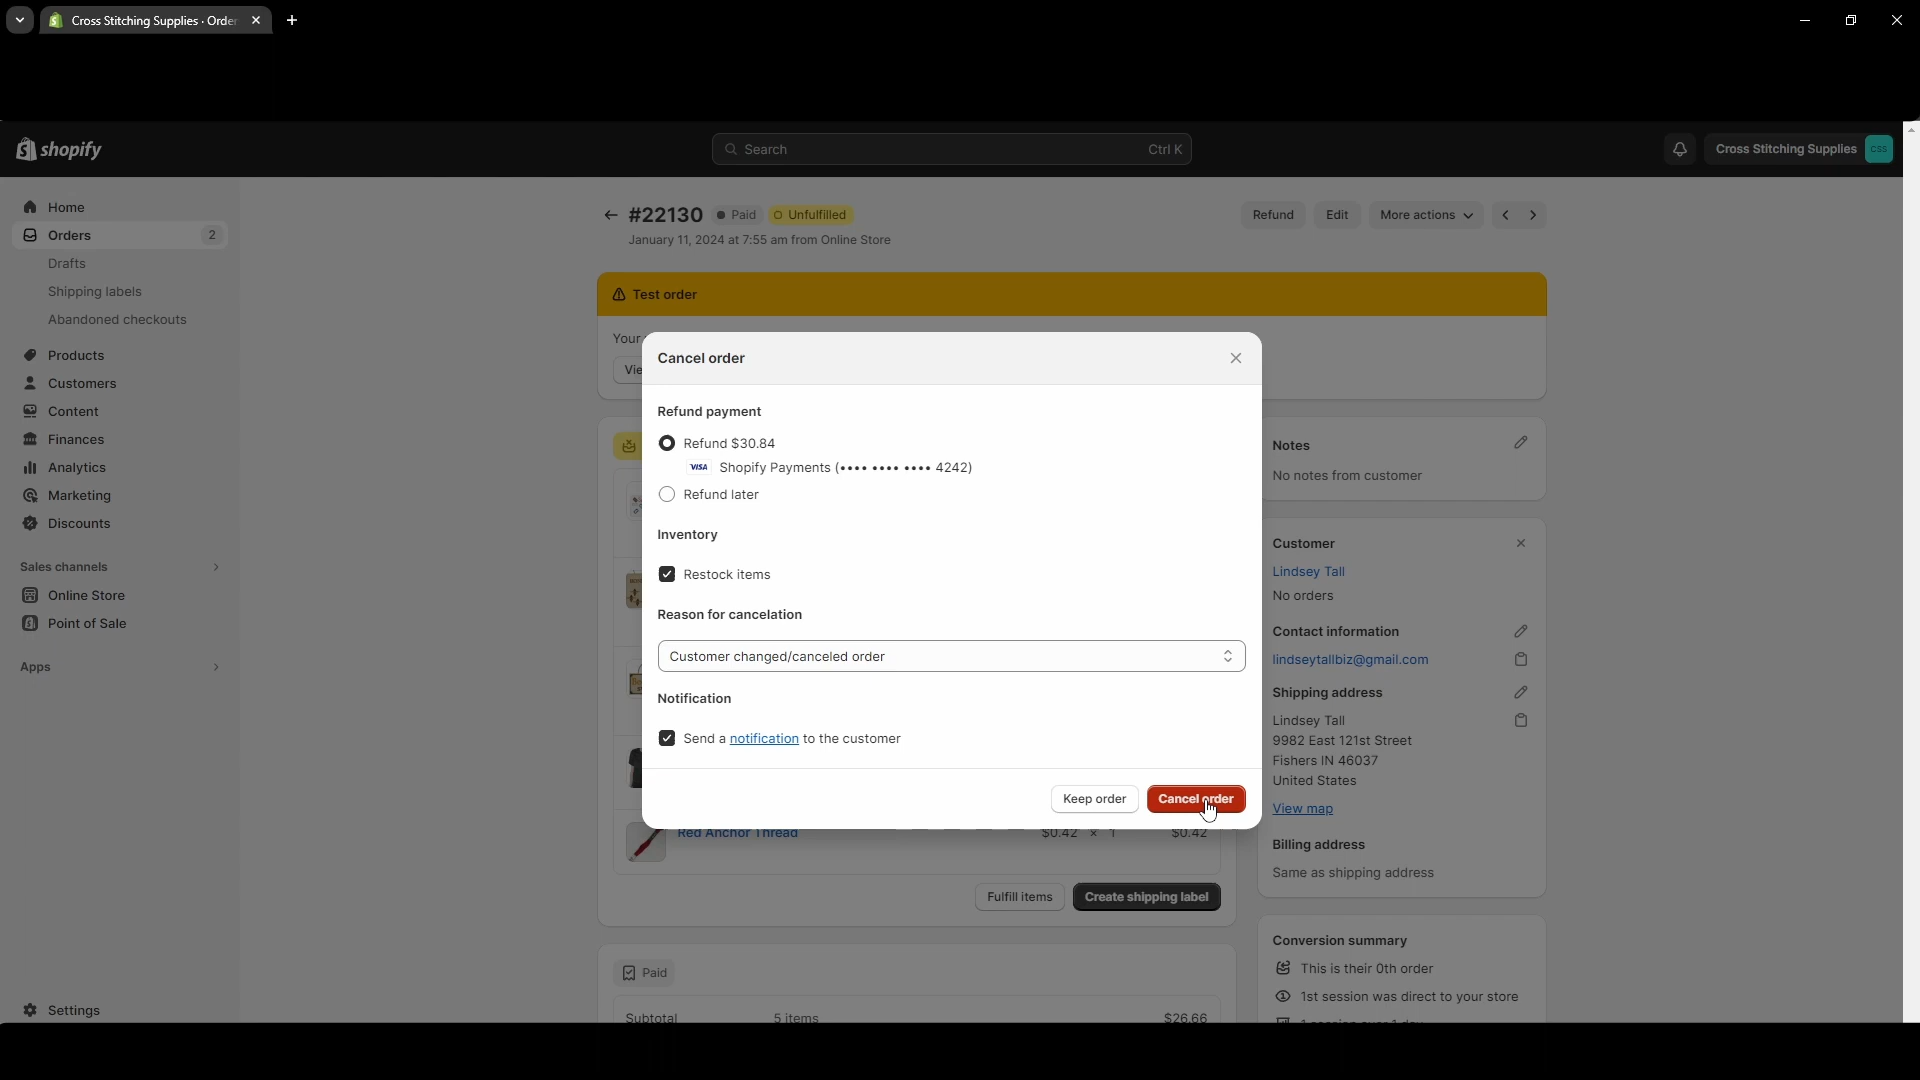 Cross Stitching Supplies · Order
shopify
Search
Ctrl K
Cross Stitching Supplies
CSS
Home
Orders
2
Drafts
Shipping labels
Abandoned checkouts
Products
Customers
Content
Finances
Analytics
Marketing
Discounts
Sales channels
Online Store
Point of Sale
Apps
Settings
#22130
Paid
Unfulfilled
January 11, 2024 at 7:55 am from Online Store
Refund
Edit
More actions
Test order
Your
Vie
Cancel order
Refund payment
Refund $30.84
VISA
Shopify Payments (•••• •••• •••• 4242)
Refund later
Inventory
Restock items
Reason for cancelation
Customer changed/canceled order
Notification
Send a notification to the customer
Keep order
Cancel order
Red Anchor Thread
$0.42 × 1
$0.42
Fulfill items
Create shipping label
Paid
Subtotal
5 items
$26.66
Notes
No notes from customer
Customer
Lindsey Tall
No orders
Contact information
lindseytallbiz@gmail.com
Shipping address
Lindsey Tall
9982 East 121st Street
Fishers IN 46037
United States
View map
Billing address
Same as shipping address
Conversion summary
This is their 0th order
1st session was direct to your store